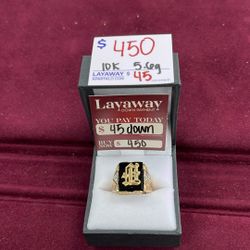 $ 450
10K 5.6g
LAYAWAY $ 45
Layaway
YOU PAY TODAY
$ 45 down
$ 450